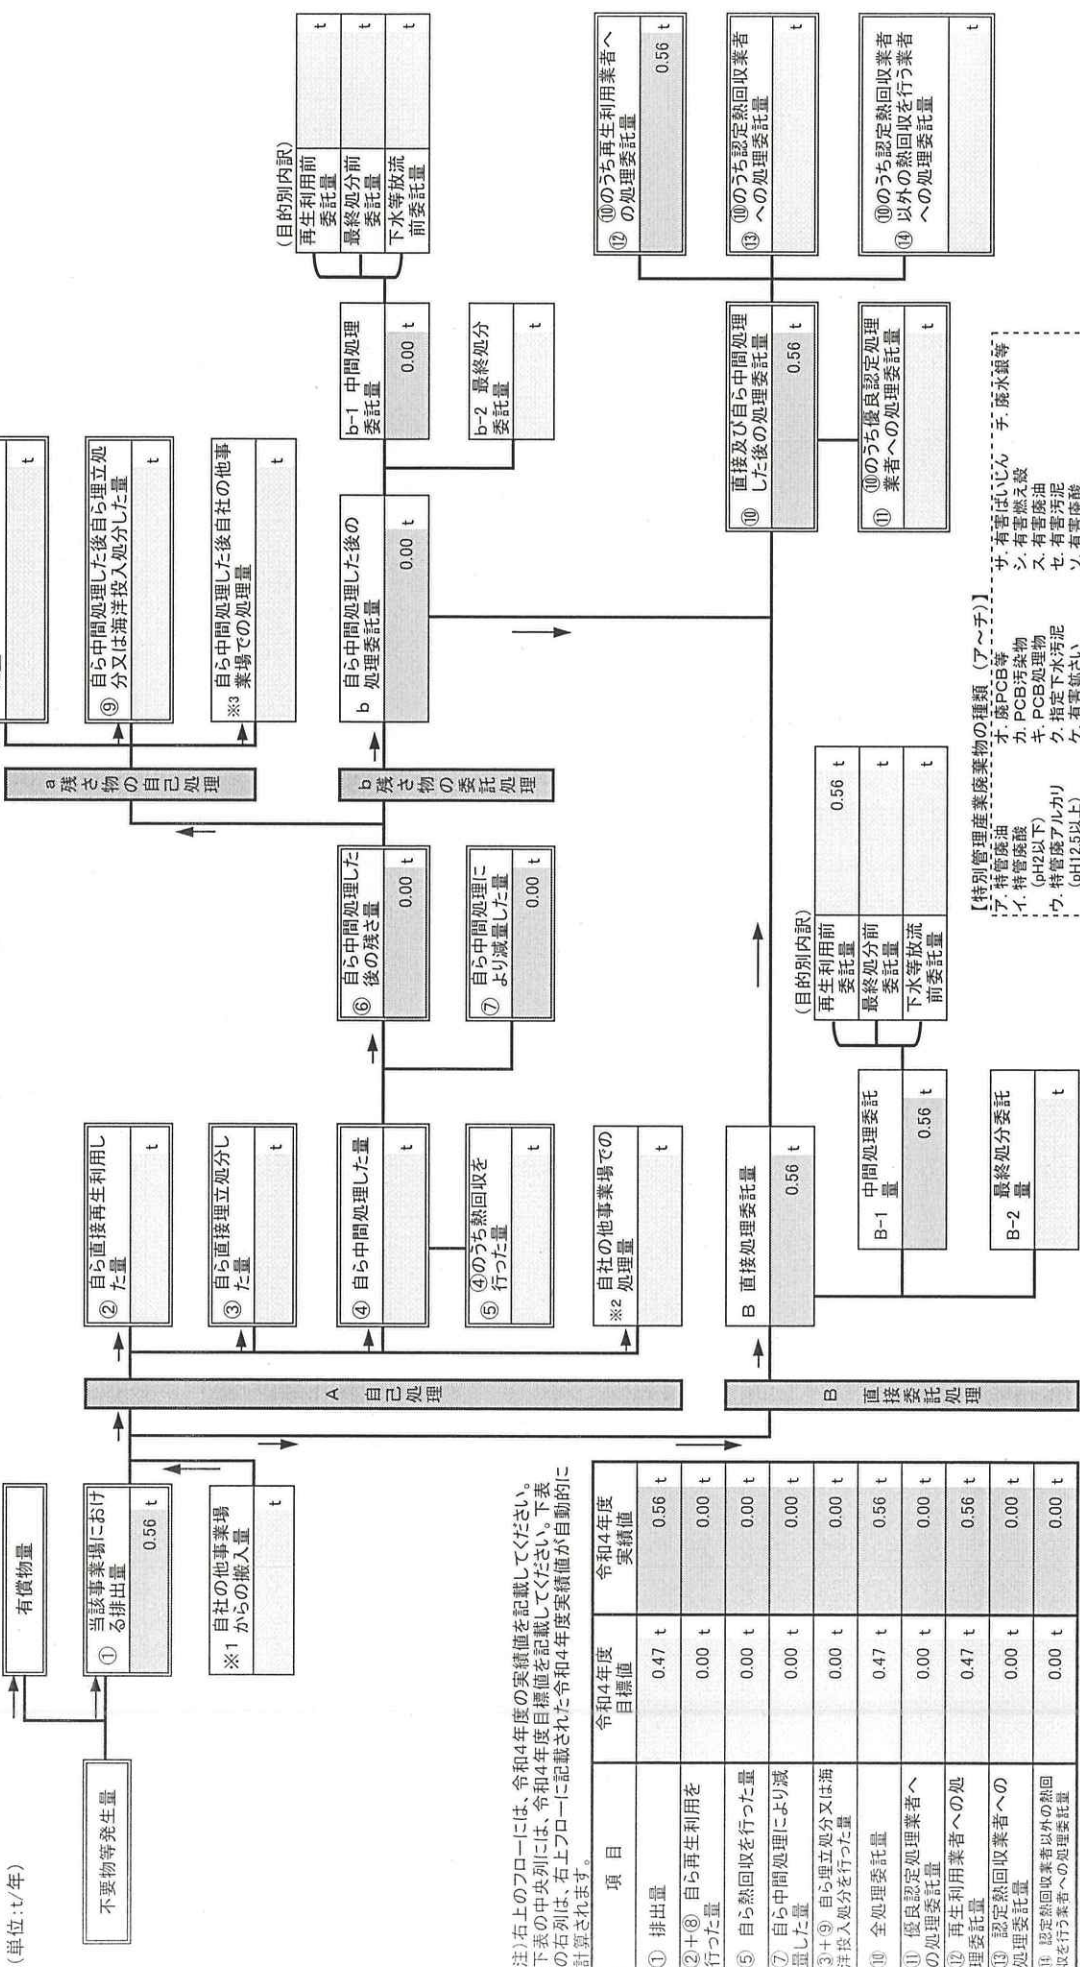 (単位:t/年)
不要物等発生量
有償物量
① 当該事業場におけ
る排出量
0.56 t
※1 自社の他事業場
からの搬入量
t
A 自己処理
② 自ら直接再生利用し
た量
t
③ 自ら直接埋立処分し
た量
t
④ 自ら中間処理した量
t
⑤ ④のうち熱回収を
行った量
t
※2 自社の他事業場での
処理量
t
⑥ 自ら中間処理した
後の残さ量
0.00 t
⑦ 自ら中間処理に
より減量した量
0.00 t
a 残さ物の自己処理
t
⑨ 自ら中間処理した後自ら埋立処
分又は海洋投入処分した量
t
※3 自ら中間処理した後自社の他事
業場での処理量
t
b 残さ物の委託処理
b 自ら中間処理した後の
処理委託量
0.00 t
b-1 中間処理
委託量
0.00 t
b-2 最終処分
委託量
t
(目的別内訳)
再生利用前
委託量
t
最終処分前
委託量
t
下水等放流
前委託量
t
B 直接委託処理
B 直接処理委託量
0.56 t
B-1 中間処理委託
量
0.56 t
B-2 最終処分委託
量
t
(目的別内訳)
再生利用前
委託量
0.56 t
最終処分前
委託量
t
下水等放流
前委託量
t
⑩ 直接及び自ら中間処理
した後の処理委託量
0.56 t
⑪ ⑩のうち優良認定処理
業者への処理委託量
t
⑫ ⑩のうち再生利用業者へ
の処理委託量
0.56 t
⑬ ⑩のうち認定熱回収業者
への処理委託量
t
⑭ ⑩のうち認定熱回収業者
以外の熱回収を行う業者
への処理委託量
t
注)右上のフローには、令和4年度の実績値を記載してください。
下表の中央列には、令和4年度目標値を記載してください。下表
の右列は、右上フローに記載された令和4年度実績値が自動的に
計算されます。
項 目 令和4年度目標値 令和4年度実績値
① 排出量 0.47 t 0.56 t
②+⑧ 自ら再生利用を行った量 0.00 t 0.00 t
⑤ 自ら熱回収を行った量 0.00 t 0.00 t
⑦ 自ら中間処理により減量した量 0.00 t 0.00 t
③+⑨ 自ら埋立処分又は海洋投入処分を行った量 0.00 t 0.00 t
⑩ 全処理委託量 0.47 t 0.56 t
⑪ 優良認定処理業者への処理委託量 0.00 t 0.00 t
⑫ 再生利用業者への処理委託量 0.47 t 0.56 t
⑬ 認定熱回収業者への処理委託量 0.00 t 0.00 t
⑭ 認定熱回収業者以外の熱回収を行う業者への処理委託量 0.00 t 0.00 t
【特別管理産業廃棄物の種類 (ア～チ)】
ア. 特管廃油 オ. 廃PCB等 サ. 有害ばいじん チ. 廃水銀等
イ. 特管廃酸 カ. PCB汚染物 シ. 有害燃え殻
(pH2以下) キ. PCB処理物 ス. 有害廃油
ウ. 特管廃アルカリ ク. 指定下水汚泥 セ. 有害汚泥
(pH12.5以上) ケ. 有害鉱さい ソ. 有害廃酸